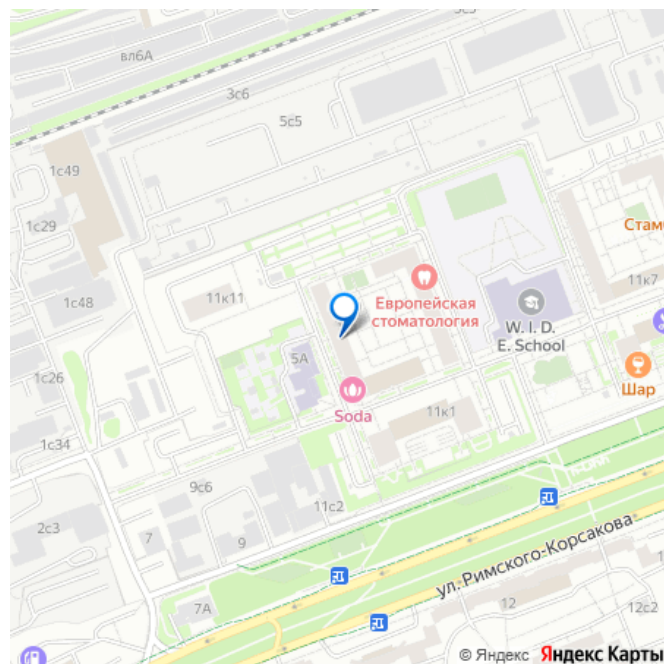 вл6А
3с6
5с5
1с49
1с29
Стам
11к7
11к11
1с48
Европейская
стоматология
W. I. D.
E. School
5А
1с26
Шар
Soda
11к1
1с34
9с6
11с2
2с3
7
9
ул. Римского-Корсакова
7А
12
12с2
© Яндекс Яндекс Карты